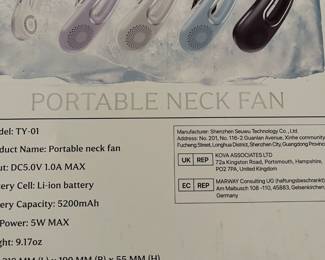 PORTABLE NECK FAN
del: TY-01
duct Name: Portable neck fan
ut: DC5.0V 1.0A MAX
tery Cell: Li-ion battery
tery Capacity: 5200mAh
Power: 5W MAX
ght: 9.17oz
Manufacturer: Shenzhen Seuwu Technology Co., Ltd.
Address: No. 201, No. 116-2 Guanlan Avenue, Xinhe community
Fucheng Street, Longhua District, Shenzhen City, Guangdong Province
UK REP
KOVA ASSOCIATES LTD
72a Kingston Road, Portsmouth, Hampshire,
PO2 7PA, United Kingdom
EC REP
MARWAY Consulting UG (haftungsbeschränkt)
Am Maibusch 108-110, 45883, Gelsenkirchen
Germany